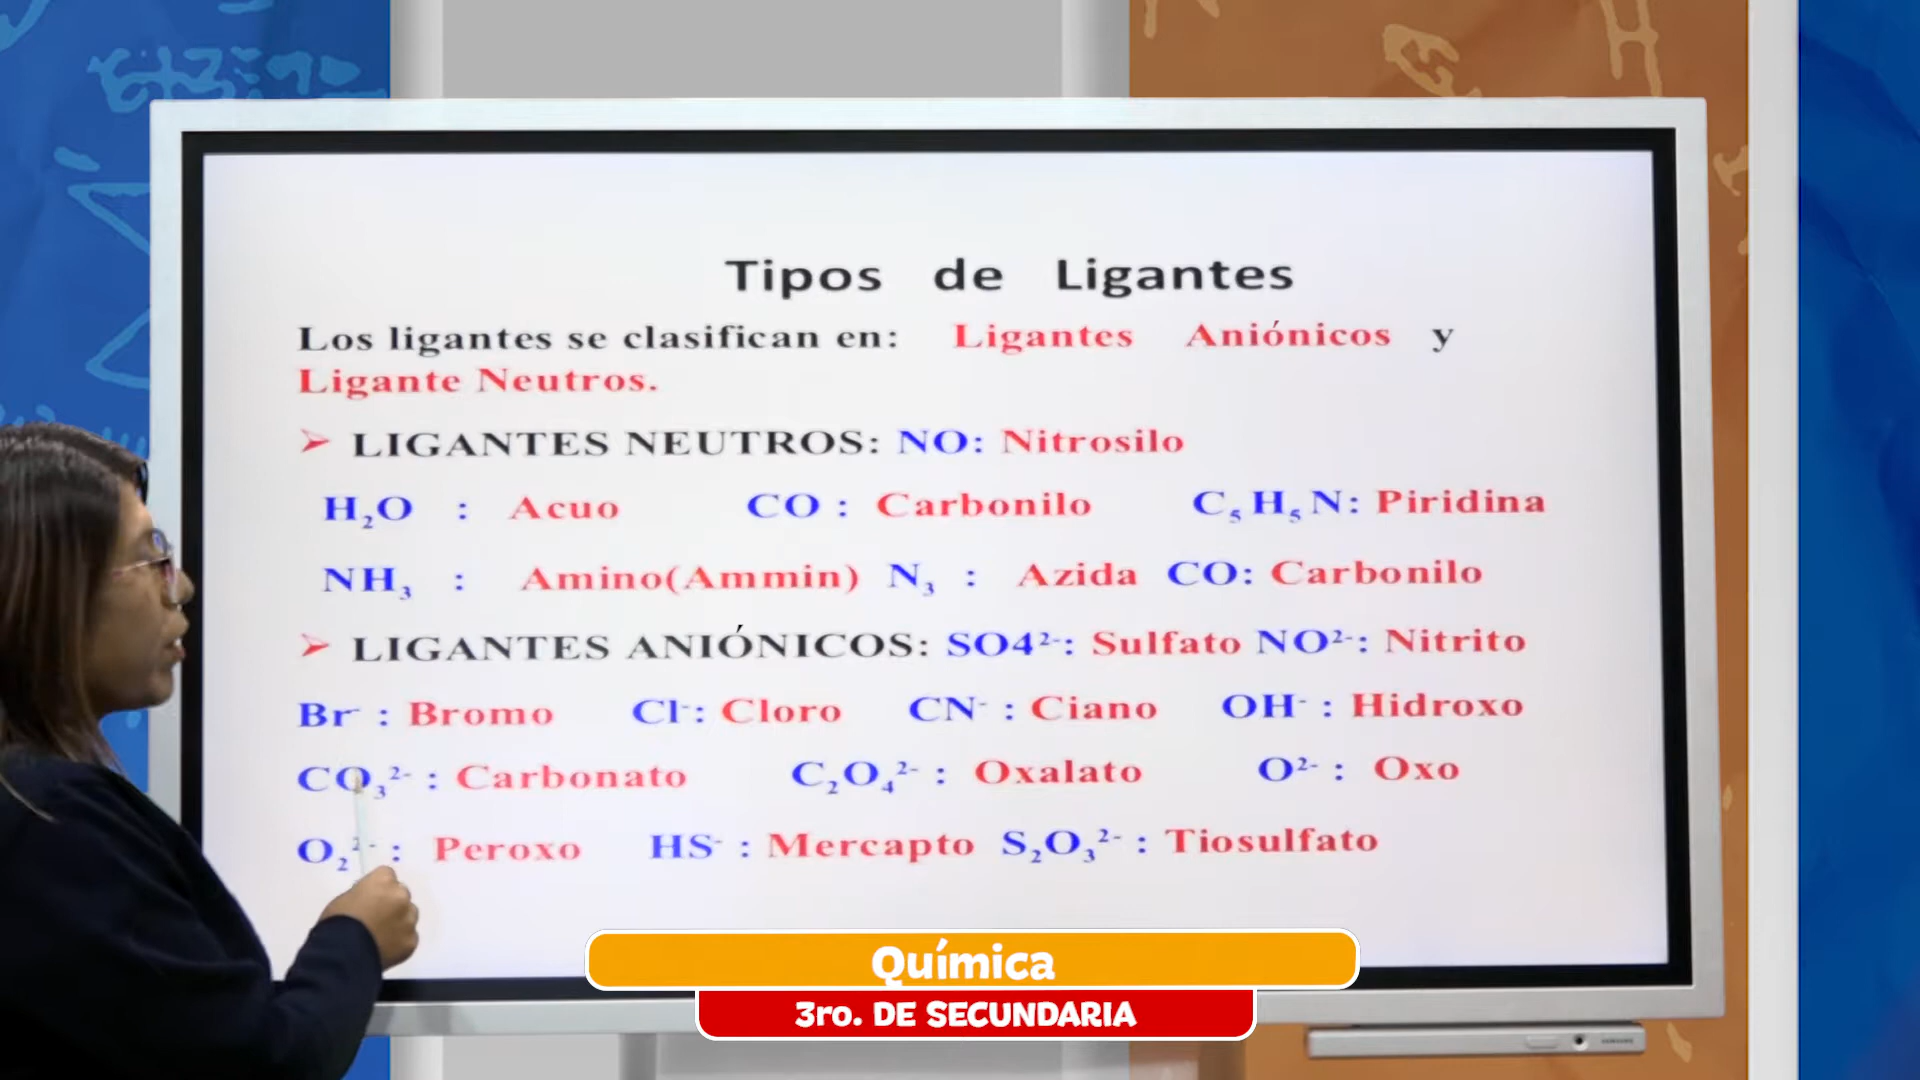 Tipos de Ligantes
Los ligantes se clasifican en: Ligantes Aniónicos y
Ligante Neutros.
➢ LIGANTES NEUTROS: NO: Nitrosilo
H₂O : Acuo CO : Carbonilo C₅H₅N: Piridina
NH₃ : Amino(Ammin) N₃ : Azida CO: Carbonilo
➢ LIGANTES ANIÓNICOS: SO4²⁻: Sulfato NO²⁻: Nitrito
Br⁻ : Bromo Cl⁻: Cloro CN⁻ : Ciano OH⁻ : Hidroxo
CO₃²⁻ : Carbonato C₂O₄²⁻ : Oxalato O²⁻ : Oxo
O₂²⁻ : Peroxo HS⁻ : Mercapto S₂O₃²⁻ : Tiosulfato
Química
3ro. DE SECUNDARIA
SAMSUNG